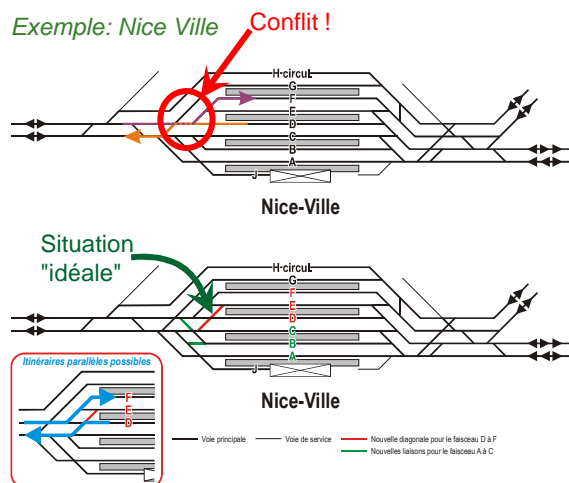 Exemple: Nice Ville
Conflit !
H-circul.
G
F
E
D
C
B
A
J
Nice-Ville
Situation
"idéale"
H-circul.
G
F
E
D
C
B
A
J
Nice-Ville
Itinéraires parallèles possibles
F
E
D
Voie principale
Voie de service
Nouvelle diagonale pour le faisceau D à F
Nouvelles liaisons pour le faisceau A à C